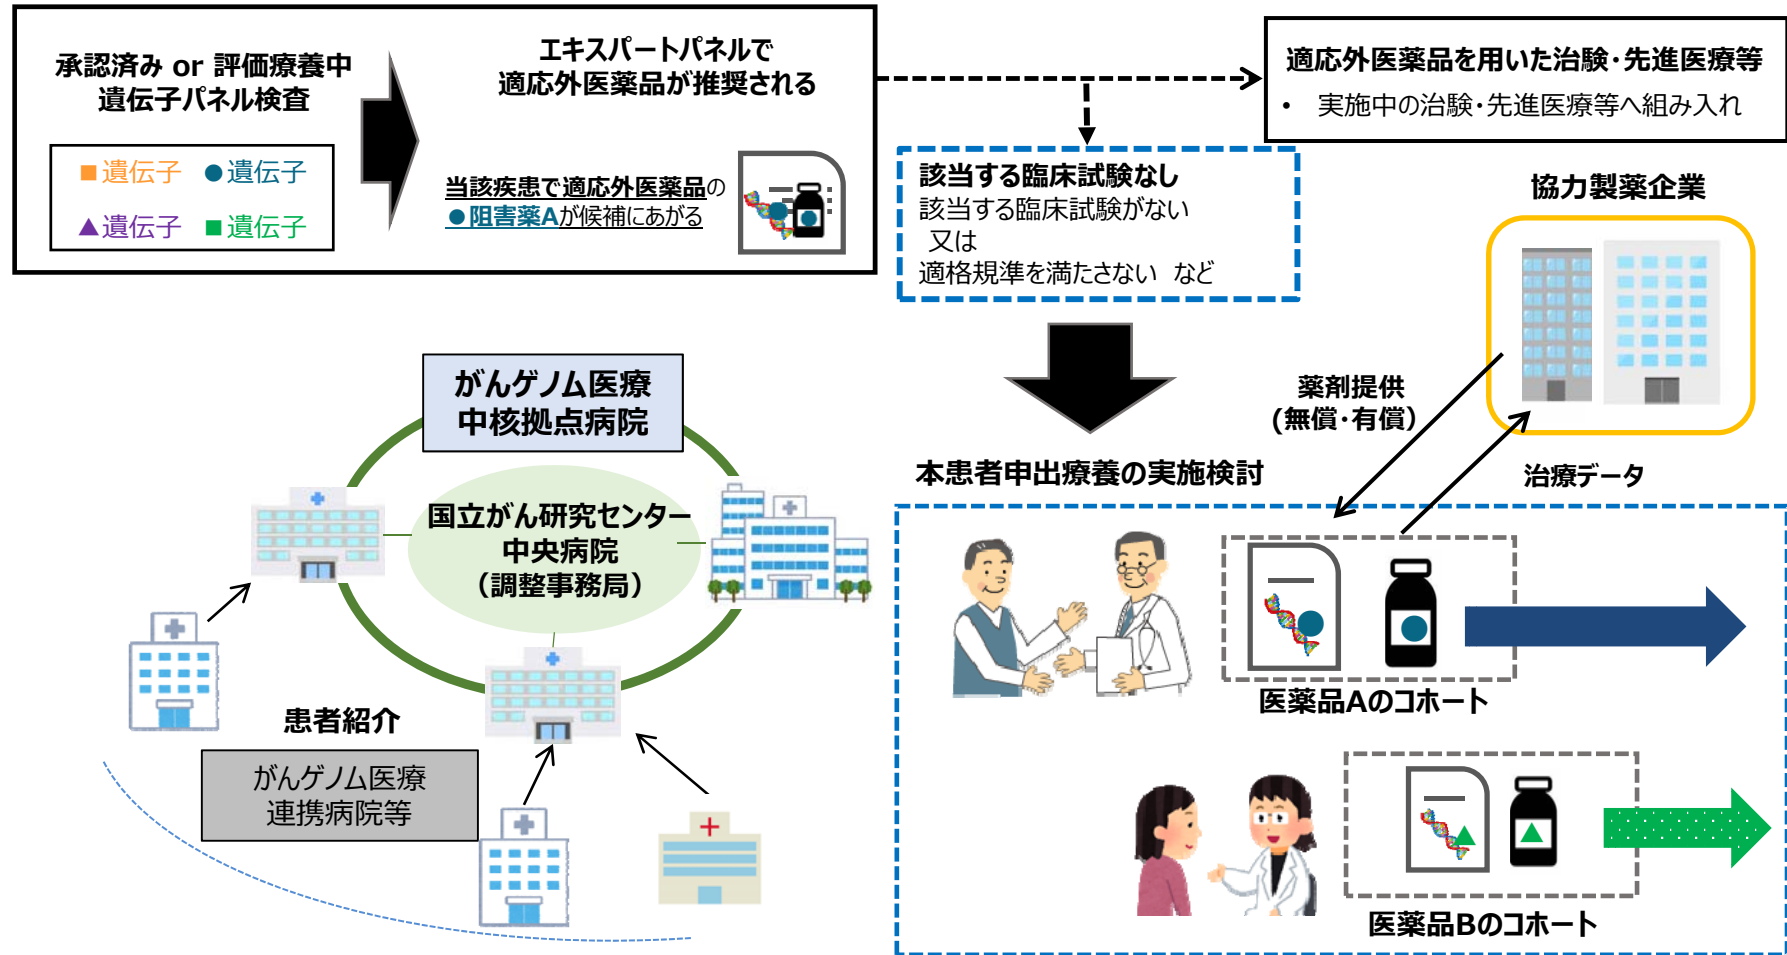 承認済み or 評価療養中
遺伝子パネル検査
■遺伝子 ●遺伝子
▲遺伝子 ■遺伝子
エキスパートパネルで
適応外医薬品が推奨される
当該疾患で適応外医薬品の
●阻害薬Aが候補にあがる
適応外医薬品を用いた治験・先進医療等
• 実施中の治験・先進医療等へ組み入れ
該当する臨床試験なし
該当する臨床試験がない
又は
適格規準を満たさない など
協力製薬企業
薬剤提供
(無償・有償)
治療データ
がんゲノム医療
中核拠点病院
国立がん研究センター
中央病院
（調整事務局）
患者紹介
がんゲノム医療
連携病院等
本患者申出療養の実施検討
医薬品Aのコホート
医薬品Bのコホート